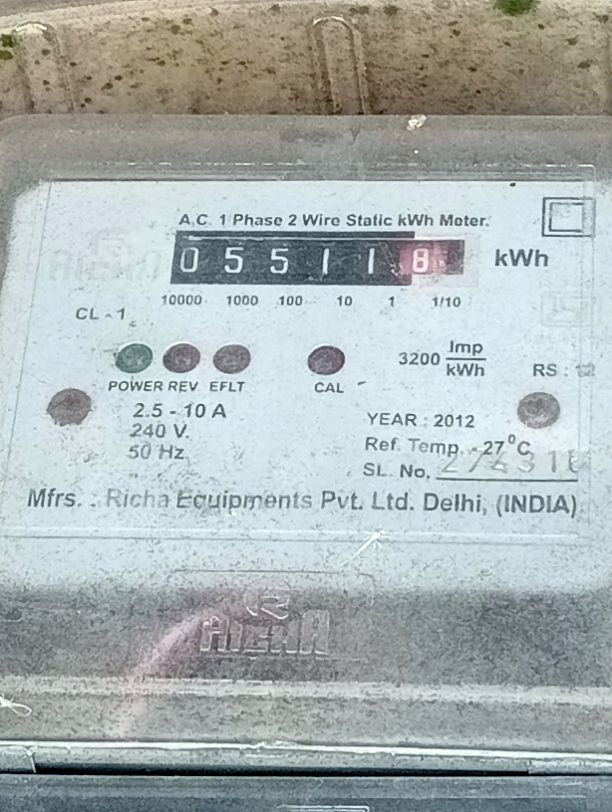 A.C. 1 Phase 2 Wire Static kWh Meter.
0 5 5 1 1 8 kWh
10000 1000 100 10 1 1/10
CL - 1
3200 Imp/kWh
RS : 12
POWER REV EFLT CAL
2.5 - 10 A
240 V.
50 Hz.
YEAR : 2012
Ref. Temp. - 27°C
SL. No.
Mfrs. : Richa Equipments Pvt. Ltd. Delhi, (INDIA)
RICHA